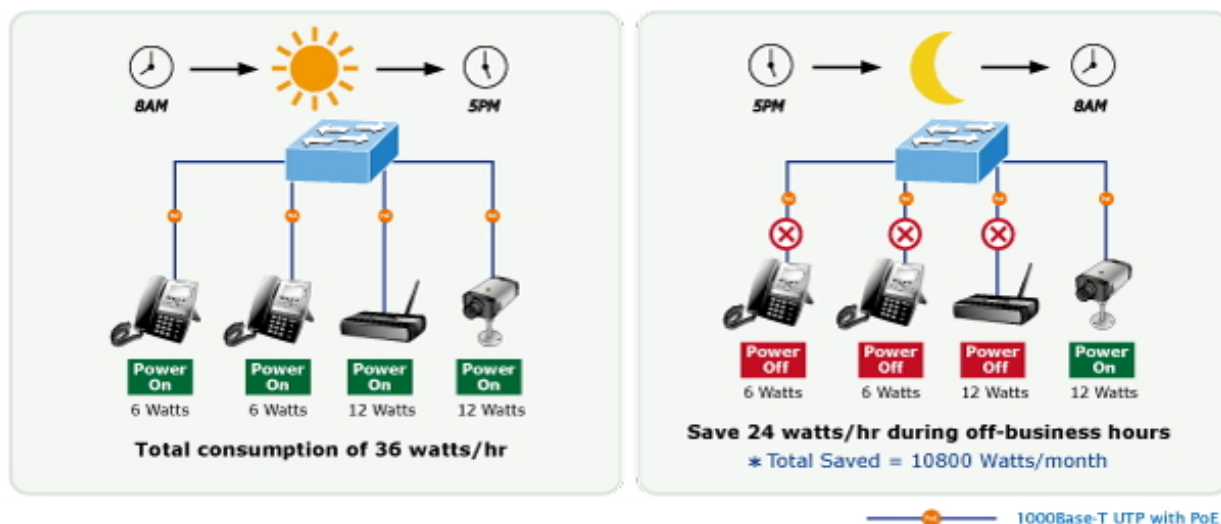 8AM
5PM
Power On
Power On
Power On
Power On
6 Watts
6 Watts
12 Watts
12 Watts
Total consumption of 36 watts/hr
5PM
8AM
Power Off
Power Off
Power Off
Power On
6 Watts
6 Watts
12 Watts
12 Watts
Save 24 watts/hr during off-business hours
* Total Saved = 10800 Watts/month
1000Base-T UTP with PoE